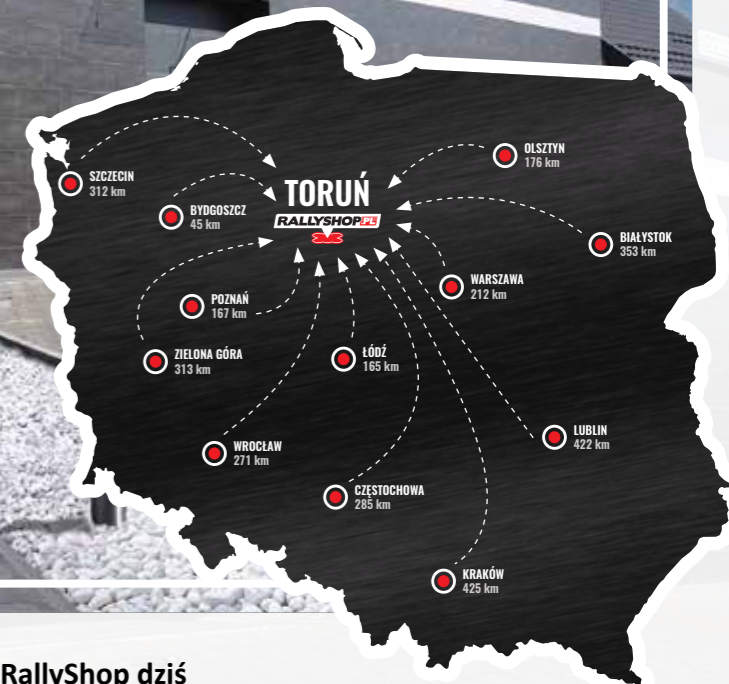 SZCZECIN
312 km
BYDGOSZCZ
45 km
TORUŃ
RALLYSHOP.PL
OLSZTYN
176 km
BIAŁYSTOK
353 km
WARSZAWA
212 km
POZNAŃ
167 km
ZIELONA GÓRA
313 km
ŁÓDŹ
165 km
WROCŁAW
271 km
CZĘSTOCHOWA
285 km
LUBLIN
422 km
KRAKÓW
425 km
RallyShop dziś